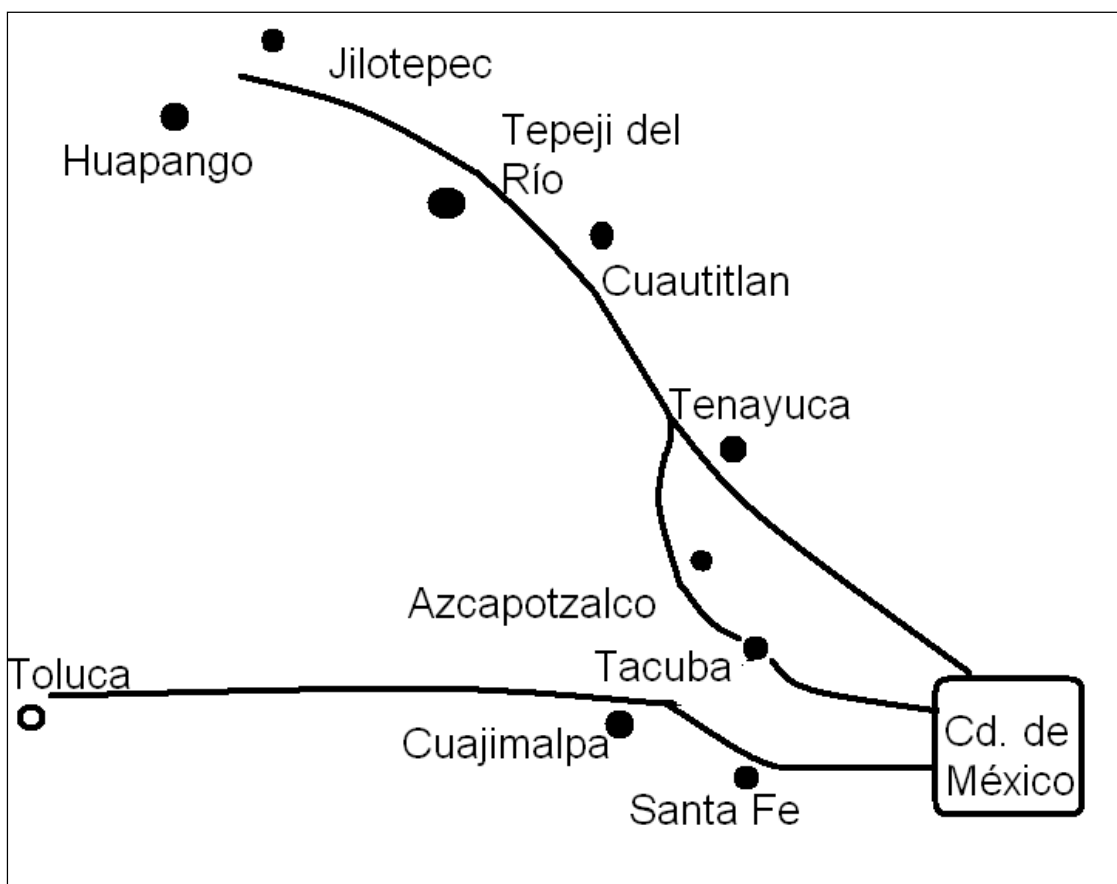 Jilotepec
Tepeji del
Río
Huapango
Cuautitlan
Tenayuca
Azcapotzalco
Tacuba
Toluca
Cuajimalpa
Cd. de
México
Santa Fe